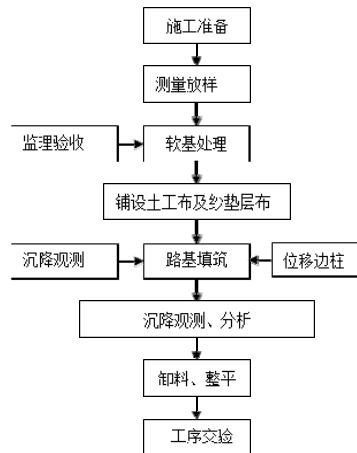 施工准备
测量放样
监理验收
软基处理
铺设土工布及纱垫层布
沉降观测
路基填筑
位移边柱
沉降观测、分析
卸料、整平
工序交验